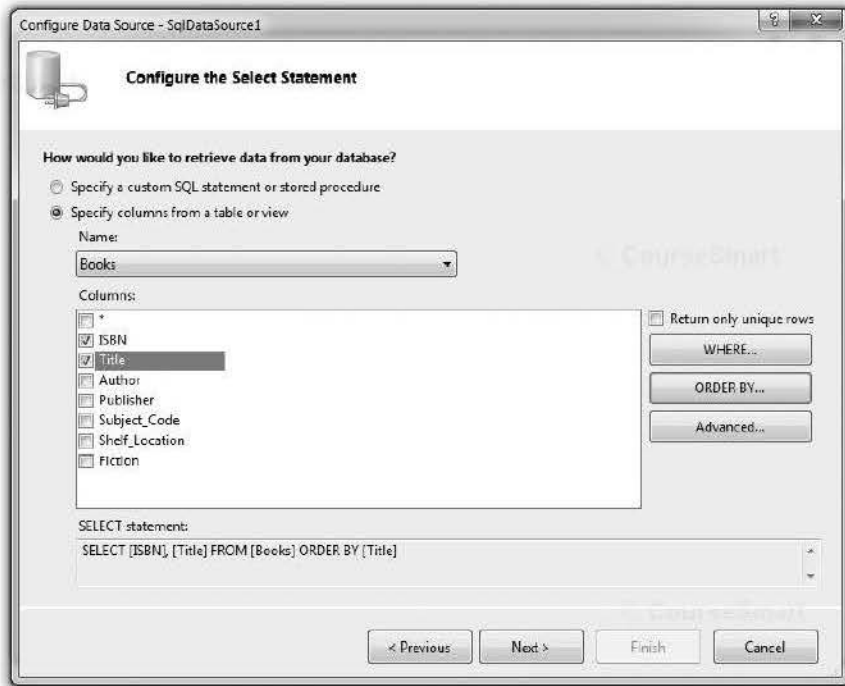 Configure Data Source - SqlDataSource1
Configure the Select Statement
How would you like to retrieve data from your database?
Specify a custom SQL statement or stored procedure
Specify columns from a table or view
Name:
Books
Columns:
*
ISBN
Title
Author
Publisher
Subject_Code
Shelf_Location
Fiction
Return only unique rows
WHERE...
ORDER BY...
Advanced...
SELECT statement:
SELECT [ISBN], [Title] FROM [Books] ORDER BY [Title]
< Previous
Next >
Finish
Cancel
CourseSmart
CourseSmart